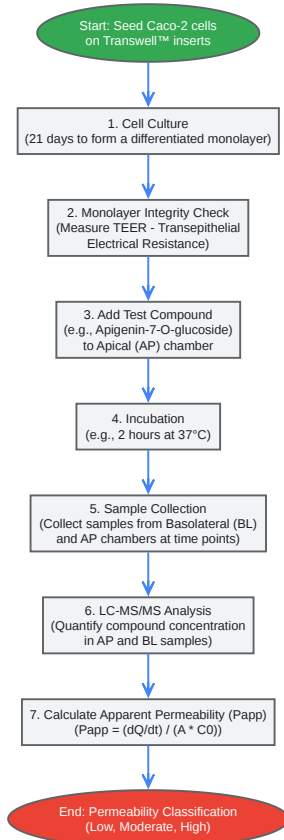 Start: Seed Caco-2 cells
on Transwell™ inserts
1. Cell Culture
(21 days to form a differentiated monolayer)
2. Monolayer Integrity Check
(Measure TEER - Transepithelial
Electrical Resistance)
3. Add Test Compound
(e.g., Apigenin-7-O-glucoside)
to Apical (AP) chamber
4. Incubation
(e.g., 2 hours at 37°C)
5. Sample Collection
(Collect samples from Basolateral (BL)
and AP chambers at time points)
6. LC-MS/MS Analysis
(Quantify compound concentration
in AP and BL samples)
7. Calculate Apparent Permeability (Papp)
(Papp = (dQ/dt) / (A * C0))
End: Permeability Classification
(Low, Moderate, High)